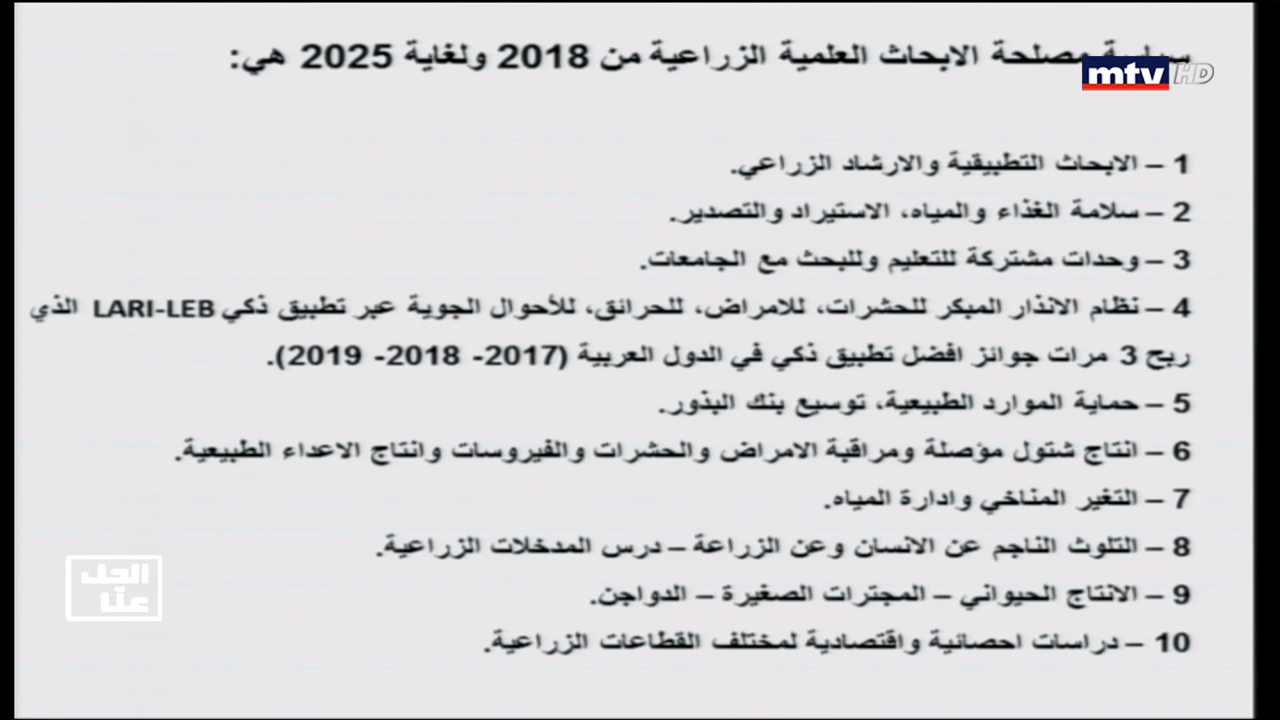 مصلحة الابحاث العلمية الزراعية من 2018 ولغاية 2025 هي:
mtv HD
1 – الابحاث التطبيقية والارشاد الزراعي.
2 – سلامة الغذاء والمياه، الاستيراد والتصدير.
3 – وحدات مشتركة للتعليم وللبحث مع الجامعات.
4 – نظام الانذار المبكر للحشرات، للامراض، للحرائق، للأحوال الجوية عبر تطبيق ذكي LARI-LEB الذي
ربح 3 مرات جوائز افضل تطبيق ذكي في الدول العربية (2017- 2018- 2019).
5 – حماية الموارد الطبيعية، توسيع بنك البذور.
6 – انتاج شتول مؤصلة ومراقبة الامراض والحشرات والفيروسات وانتاج الاعداء الطبيعية.
7 – التغير المناخي وادارة المياه.
8 – التلوث الناجم عن الانسان وعن الزراعة – درس المدخلات الزراعية.
9 – الانتاج الحيواني – المجترات الصغيرة – الدواجن.
10 – دراسات احصائية واقتصادية لمختلف القطاعات الزراعية.
الحل
عنّا